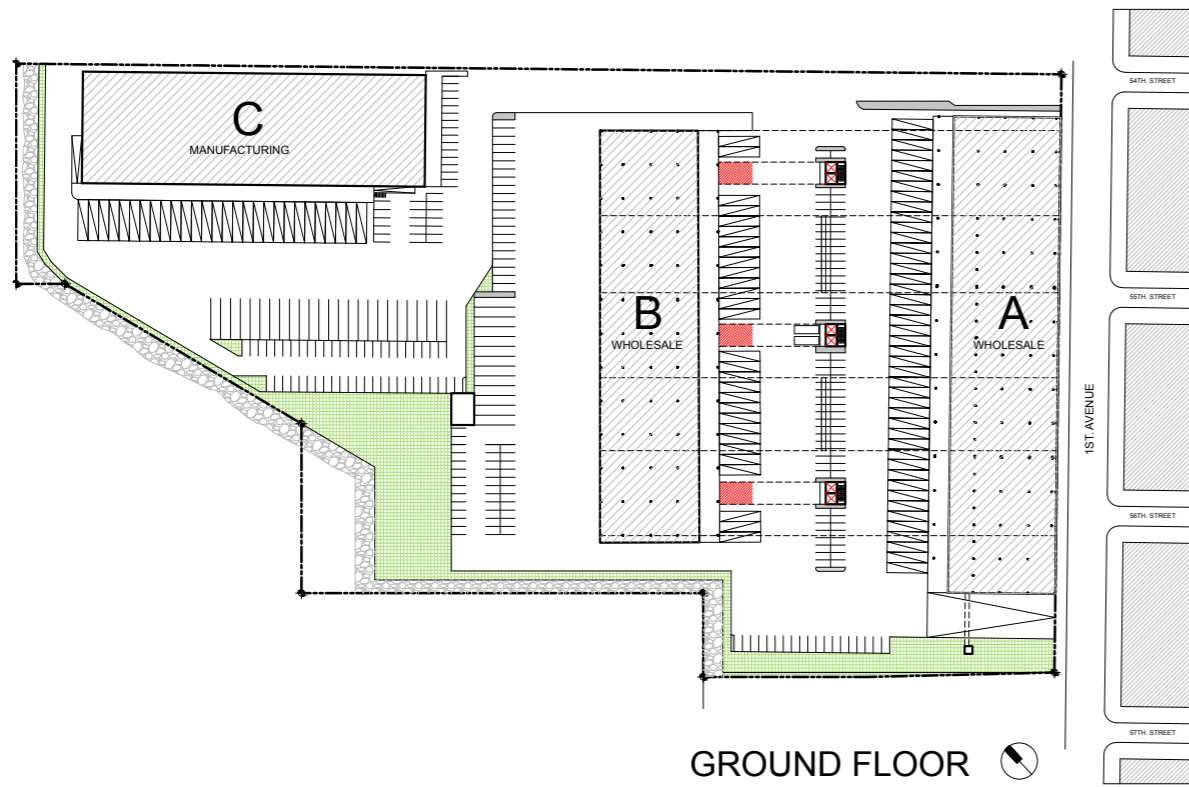 54TH. STREET
C
MANUFACTURING
55TH. STREET
B
WHOLESALE
A
WHOLESALE
1ST. AVENUE
56TH. STREET
57TH. STREET
GROUND FLOOR